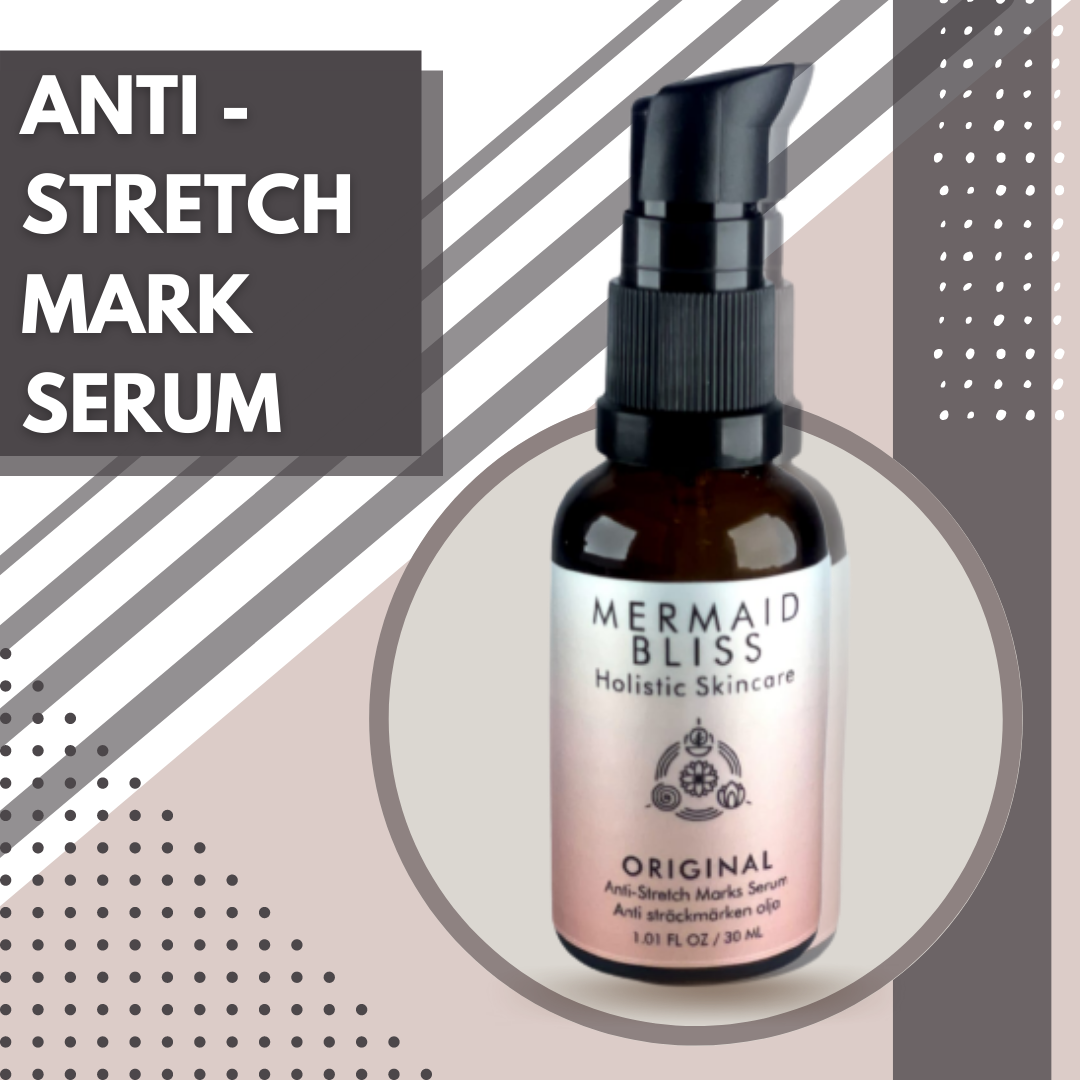 ANTI -
STRETCH
MARK
SERUM
MERMAID
BLISS
Holistic Skincare
ORIGINAL
Anti-Stretch Marks Serum
Anti sträckmärken olja
1.01 FL OZ / 30 ML